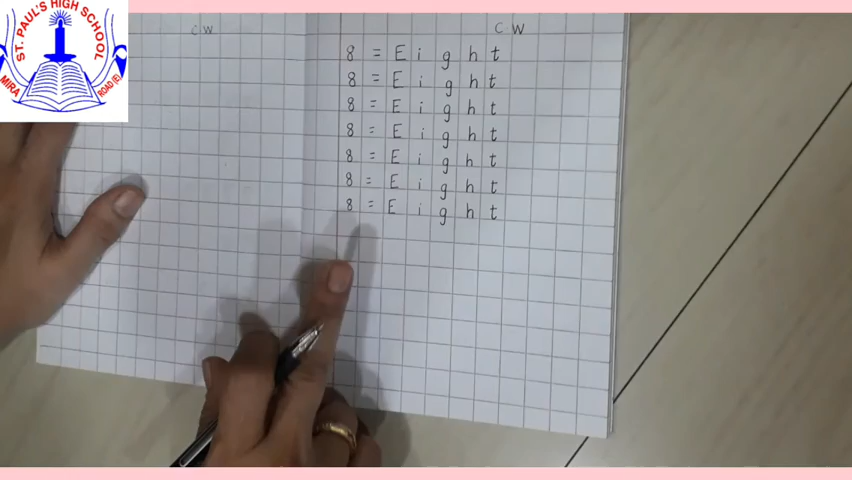 ST. PAUL'S HIGH SCHOOL
MIRA ROAD (E)
C W
C W
8 = E i g h t
8 = E i g h t
8 = E i g h t
8 = E i g h t
8 = E i g h t
8 = E i g h t
8 = E i g h t